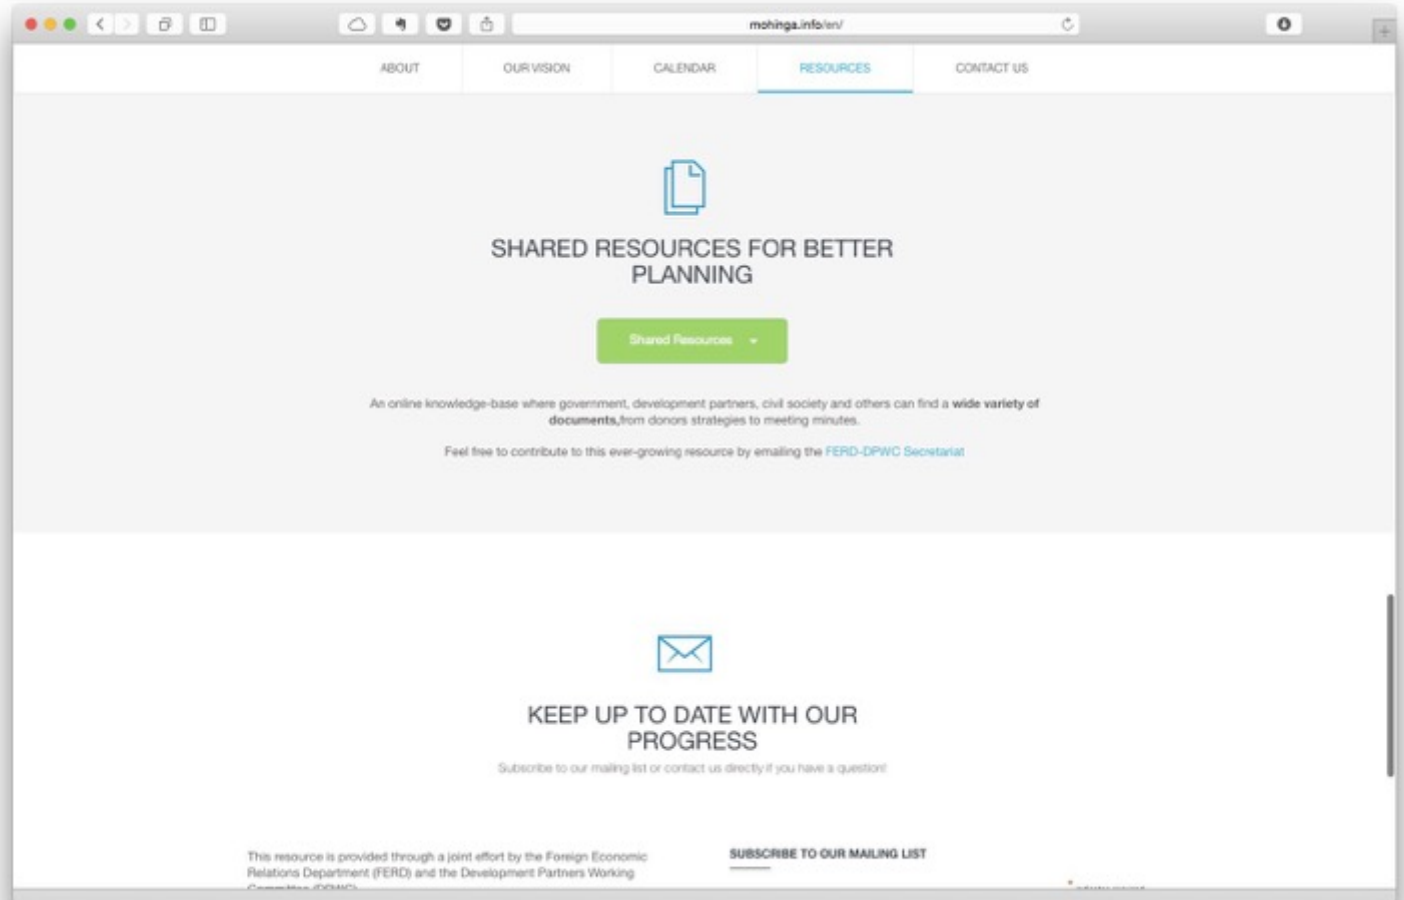 mohinga.info/en/
ABOUT
OUR VISION
CALENDAR
RESOURCES
CONTACT US
SHARED RESOURCES FOR BETTER
PLANNING
Shared Resources
An online knowledge-base where government, development partners, civil society and others can find a wide variety of
documents,from donors strategies to meeting minutes.
Feel free to contribute to this ever-growing resource by emailing the FERD-DPWC Secretariat
KEEP UP TO DATE WITH OUR
PROGRESS
Subscribe to our mailing list or contact us directly if you have a question!
This resource is provided through a joint effort by the Foreign Economic
Relations Department (FERD) and the Development Partners Working
SUBSCRIBE TO OUR MAILING LIST